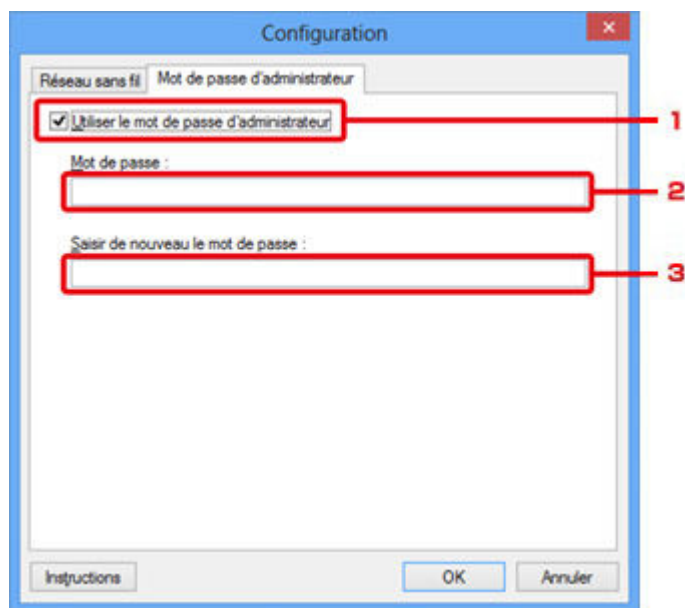 Configuration
Réseau sans fil
Mot de passe d'administrateur
Utiliser le mot de passe d'administrateur
1
Mot de passe :
2
Saisir de nouveau le mot de passe :
3
Instructions
OK
Annuler